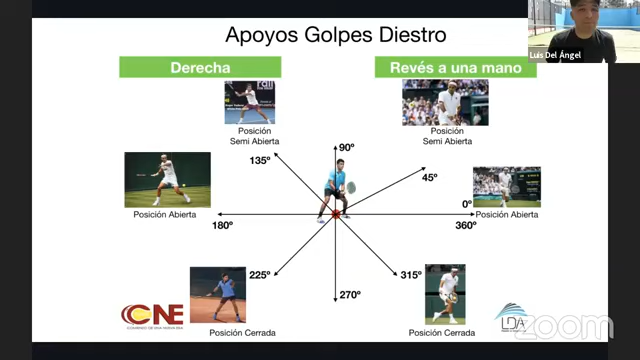 Apoyos Golpes Diestro
Luis Del Ángel
Derecha
Revés a una mano
Posición
Semi Abierta
Posición
Semi Abierta
90º
135º
45º
0º
Posición Abierta
180º
360º
Posición Abierta
225º
315º
270º
CNE
Posición Cerrada
Posición Cerrada
LDA
zoom